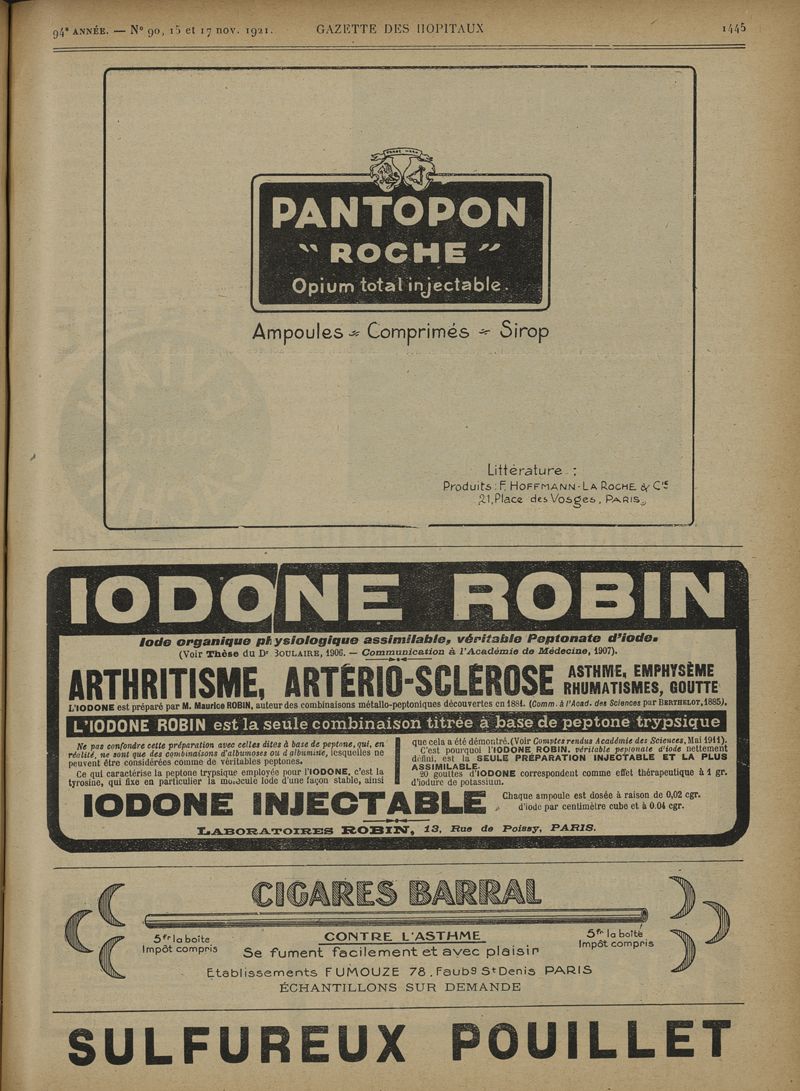 94e ANNÉE. — N° 90, 15 et 17 nov. 1921. GAZETTE DES HOPITAUX 1445
PANTOPON
"ROCHE"
Opium total injectable.
Ampoules - Comprimés - Sirop
Littérature :
Produits : F. HOFFMANN-LA ROCHE & Cie
21, Place des Vosges, PARIS
IODONE ROBIN
Iode organique physiologique assimilable, véritable Peptonate d'iode.
(Voir Thèse du Dr BOULAIRE, 1906. — Communication à l'Académie de Médecine, 1907).
ARTHRITISME, ARTÉRIO-SCLÉROSE ASTHME, EMPHYSÈME
RHUMATISMES, GOUTTE
L'IODONE est préparé par M. Maurice ROBIN, auteur des combinaisons métallo-peptoniques découvertes en 1881. (Comm. à l'Acad. des Sciences par BERTHELOT, 1885).
L'IODONE ROBIN est la seule combinaison titrée à base de peptone trypsique
Ne pas confondre cette préparation avec celles dites à base de peptone, qui, en
réalité, ne sont que des combinaisons d'albumoses ou d'albumine, lesquelles ne
peuvent être considérées comme de véritables peptones.
Ce qui caractérise la peptone trypsique employée pour l'IODONE, c'est la
tyrosine, qui fixe en particulier la molécule Iode d'une façon stable, ainsi
que cela a été démontré. (Voir Comptes rendus Académie des Sciences, Mai 1911).
C'est pourquoi l'IODONE ROBIN, véritable peptonate d'iode nettement
défini, est la SEULE PRÉPARATION INJECTABLE ET LA PLUS
ASSIMILABLE.
20 gouttes d'IODONE correspondent comme effet thérapeutique à 1 gr.
d'iodure de potassium.
IODONE INJECTABLE Chaque ampoule est dosée à raison de 0,02 cgr.
d'iode par centimètre cube et à 0.04 cgr.
LABORATOIRES ROBIN, 13, Rue de Poissy, PARIS.
CIGARES BARRAL
5fr la boîte
Impôt compris
CONTRE L'ASTHME
Se fument facilement et avec plaisir
5fr la boîte
Impôt compris
Etablissements FUMOUZE 78, Faubg St Denis PARIS
ÉCHANTILLONS SUR DEMANDE
SULFUREUX POUILLET